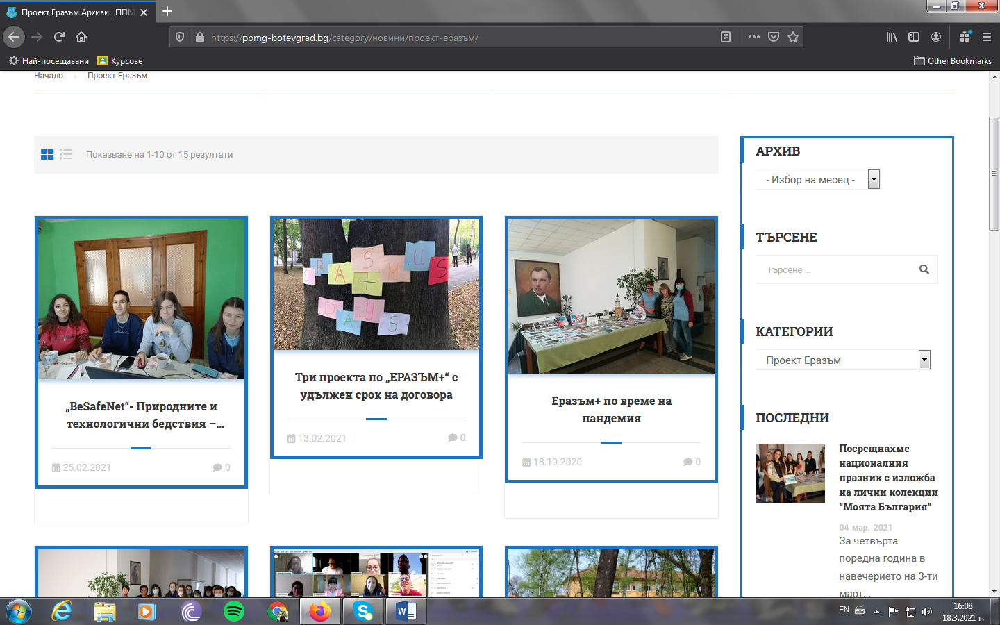 Проект Еразъм Архиви | ППМГ
https://ppmg-botevgrad.bg/category/новини/проект-еразъм/
Най-посещавани
Курсове
Other Bookmarks
Начало
Проект Еразъм
Показване на 1-10 от 15 резултати
ERASMUS
+
DAYS
„BeSafeNet“- Природните и
технологични бедствия –...
25.02.2021
0
Три проекта по „ЕРАЗЪМ+“ с
удължен срок на договора
13.02.2021
0
Еразъм+ по време на
пандемия
18.10.2020
0
АРХИВ
- Избор на месец -
ТЪРСЕНЕ
Търсене ...
КАТЕГОРИИ
Проект Еразъм
ПОСЛЕДНИ
Посрещнахме
националния
празник с изложба
на лични колекции
“Моята България”
04 мар. 2021
За четвърта
поредна година в
навечерието на 3-ти
март...
EN
16:08
18.3.2021 г.